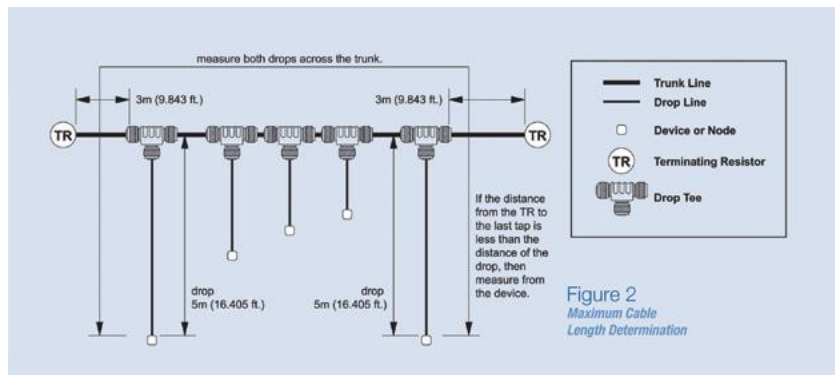 measure both drops across the trunk.
3m (9.843 ft.)
3m (9.843 ft.)
TR
TR
drop
5m (16.405 ft.)
drop
5m (16.405 ft.)
If the distance
from the TR to
the last tap is
less than the
distance of the
drop, then
measure from
the device.
Trunk Line
Drop Line
Device or Node
TR
Terminating Resistor
Drop Tee
Figure 2
Maximum Cable
Length Determination